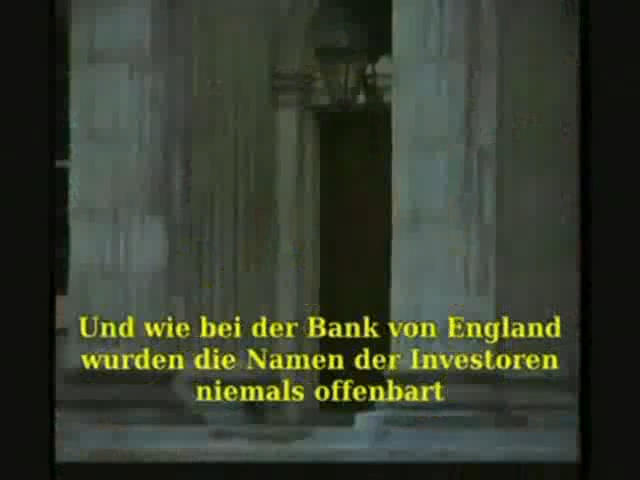 Und wie bei der Bank von England
wurden die Namen der Investoren
niemals offenbart